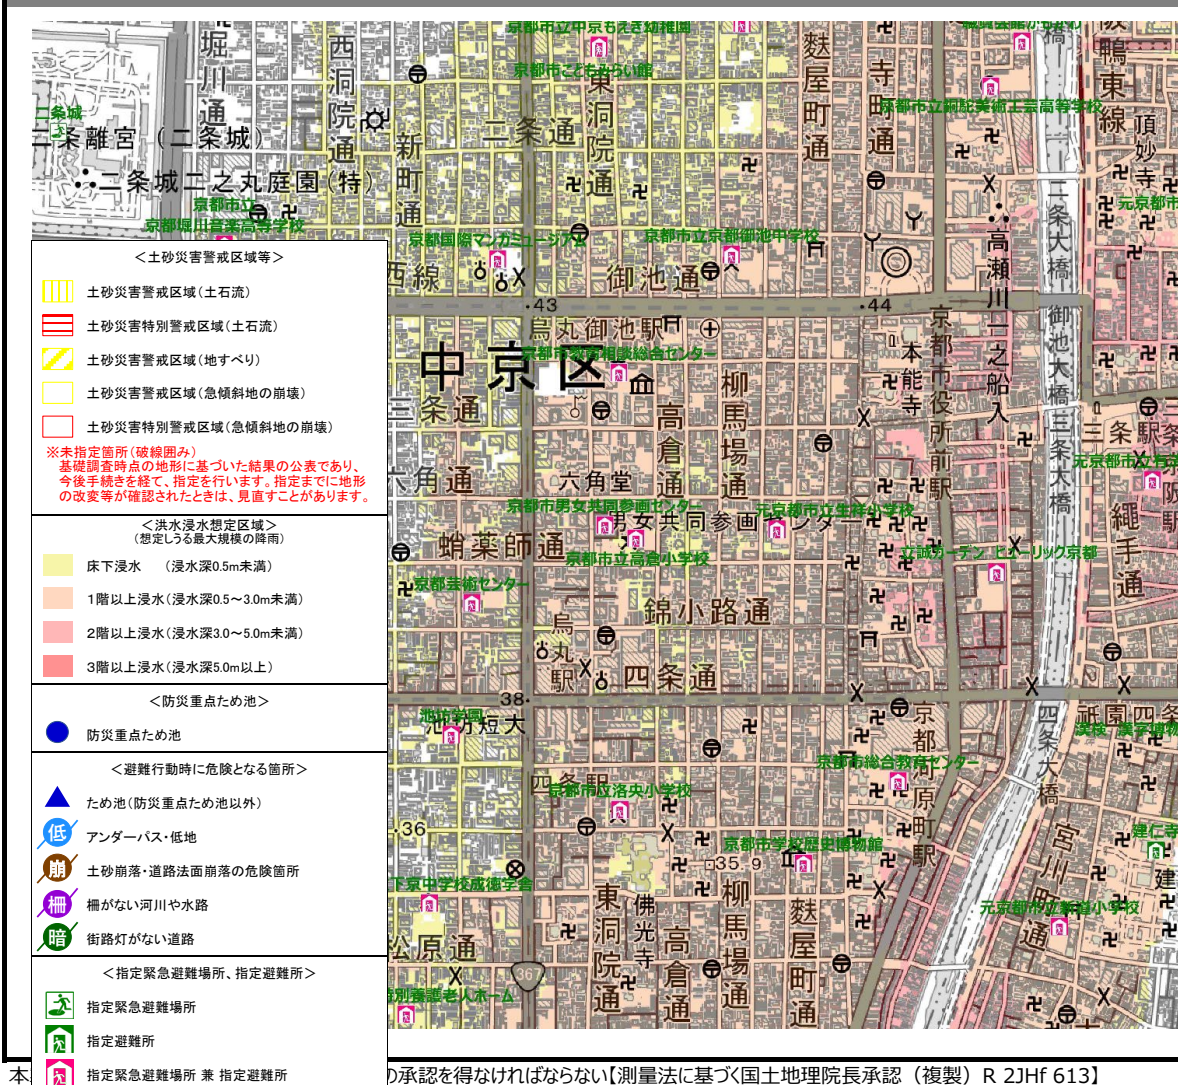 京都市立中京もえぎ幼稚園
京都市こどもみらい館
堀川通
西洞院通
新町通
東洞院通
二条通
麩屋町通
寺町通
橋
鴨東線
頂妙寺
京都市立銅駝美術工芸高等学校
二条城
二条離宮（二条城）
二条城二之丸庭園(特)
京都市立
京都堀川音楽高等学校
京都国際マンガミュージアム
京都市立京都御池中学校
元京都市
二条大橋
高瀬川一之船入
西線
御池通
43
44
烏丸御池駅
京都市教育相談総合センター
中京区
本能寺
京都市役所前駅
御池大橋
三条大橋
三条駅
三条通
柳馬場通
高倉通
六角通
六角堂
京都市男女共同参画センター
男女共同参画センター
元京都市立生祥小学校
蛸薬師通
京都市立高倉小学校
京都芸術センター
立誠ガーデン ヒューリック京都
縄手通
錦小路通
烏丸駅
四条通
38
池坊学園
池坊短大
京都河原町駅
四条大橋
祇園四条
四条駅
京都市立洛央小学校
京都市総合教育センター
36
京都市学校歴史博物館
35.9
宮川町通
建仁寺
建
下京中学校成徳学舎
東洞院通
佛光寺
高倉通
柳馬場通
麩屋町通
元京都市立新道小学校
松原通
367
特別養護老人ホーム
＜土砂災害警戒区域等＞
土砂災害警戒区域（土石流）
土砂災害特別警戒区域（土石流）
土砂災害警戒区域（地すべり）
土砂災害警戒区域（急傾斜地の崩壊）
土砂災害特別警戒区域（急傾斜地の崩壊）
※未指定箇所（破線囲み）
基礎調査時点の地形に基づいた結果の公表であり、
今後手続きを経て、指定を行います。指定までに地形
の改変等が確認されたときは、見直すことがあります。
＜洪水浸水想定区域＞
（想定しうる最大規模の降雨）
床下浸水　（浸水深0.5m未満）
1階以上浸水（浸水深0.5～3.0m未満）
2階以上浸水（浸水深3.0～5.0m未満）
3階以上浸水（浸水深5.0m以上）
＜防災重点ため池＞
防災重点ため池
＜避難行動時に危険となる箇所＞
ため池（防災重点ため池以外）
低 アンダーパス・低地
崩 土砂崩落・道路法面崩落の危険箇所
柵 柵がない河川や水路
暗 街路灯がない道路
＜指定緊急避難場所、指定避難所＞
指定緊急避難場所
指定避難所
指定緊急避難場所 兼 指定避難所
本
の承認を得なければならない【測量法に基づく国土地理院長承認（複製）R 2JHf 613】